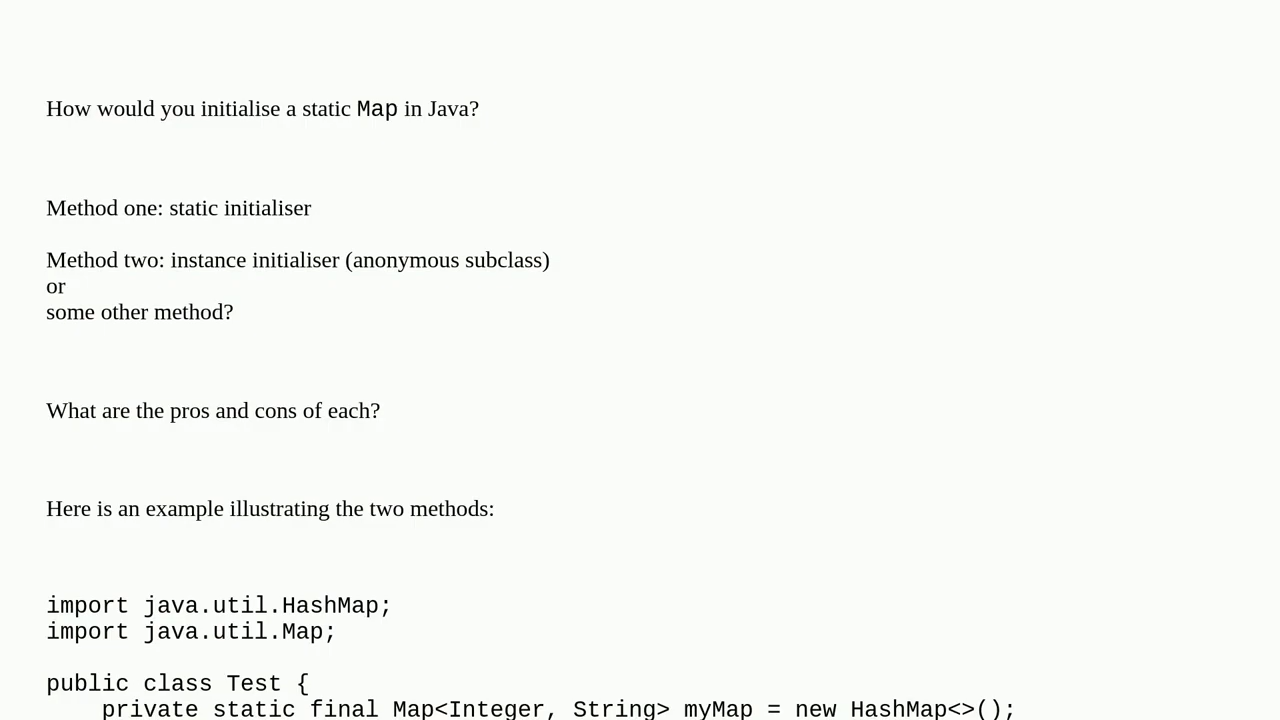 How would you initialise a static Map in Java?
Method one: static initialiser
Method two: instance initialiser (anonymous subclass)
or
some other method?
What are the pros and cons of each?
Here is an example illustrating the two methods:
import java.util.HashMap;
import java.util.Map;
public class Test {
    private static final Map<Integer, String> myMap = new HashMap<>();